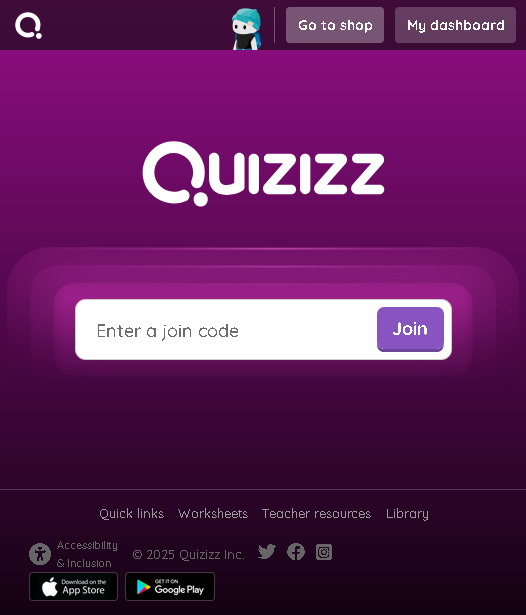 Go to shop
My dashboard
Quizizz
Enter a join code
Join
Quick links Worksheets Teacher resources Library
Accessibility
& Inclusion
© 2025 Quizizz Inc.
Download on the
App Store
GET IT ON
Google Play